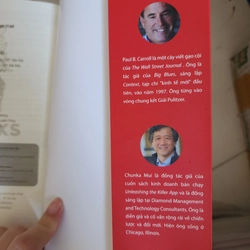 Paul B. Carroll là một cây viết gạo cội
của The Wall Street Journal. Ông là
tác giả của Big Blues, sáng lập
Context, tạp chí "kinh tế mới" đầu
tiên, vào năm 1997. Ông từng vào
vòng chung kết Giải Pulitzer.
Chunka Mui là đồng tác giả của
cuốn sách kinh doanh bán chạy
Unleashing the Killer App và là đồng
sáng lập tại Diamond Management
and Technology Consultants. Ông là
diễn giả và cố vấn rộng rãi về chiến
lược và đổi mới. Hiện ông sống ở
Chicago, Illinois.